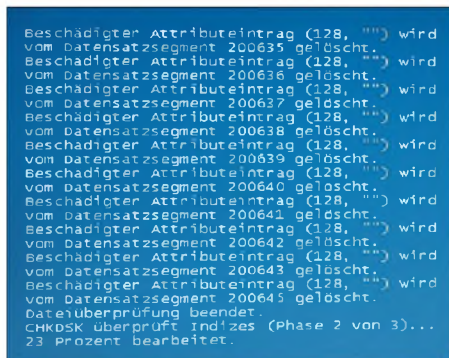 Beschädigter Attributeintrag (128, "") wird
vom Datensatzsegment 200635 gelöscht.
Beschädigter Attributeintrag (128, "") wird
vom Datensatzsegment 200636 gelöscht.
Beschädigter Attributeintrag (128, "") wird
vom Datensatzsegment 200637 gelöscht.
Beschädigter Attributeintrag (128, "") wird
vom Datensatzsegment 200638 gelöscht.
Beschädigter Attributeintrag (128, "") wird
vom Datensatzsegment 200639 gelöscht.
Beschädigter Attributeintrag (128, "") wird
vom Datensatzsegment 200640 gelöscht.
Beschädigter Attributeintrag (128, "") wird
vom Datensatzsegment 200641 gelöscht.
Beschädigter Attributeintrag (128, "") wird
vom Datensatzsegment 200642 gelöscht.
Beschädigter Attributeintrag (128, "") wird
vom Datensatzsegment 200643 gelöscht.
Beschädigter Attributeintrag (128, "") wird
vom Datensatzsegment 200645 gelöscht.
Dateiüberprüfung beendet.
CHKDSK überprüft Indizes (Phase 2 von 3)...
23 Prozent bearbeitet.